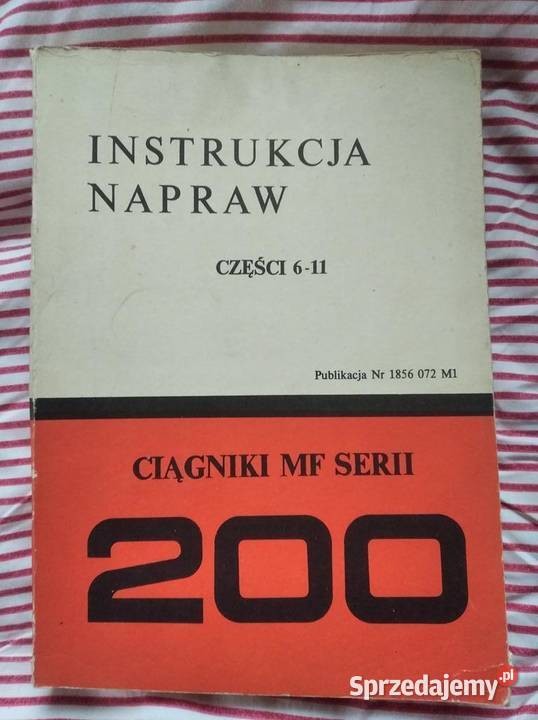 INSTRUKCJA
NAPRAW
CZĘŚCI 6-11
Publikacja Nr 1856 072 M1
CIĄGNIKI MF SERII
200
Sprzedajemy.pl